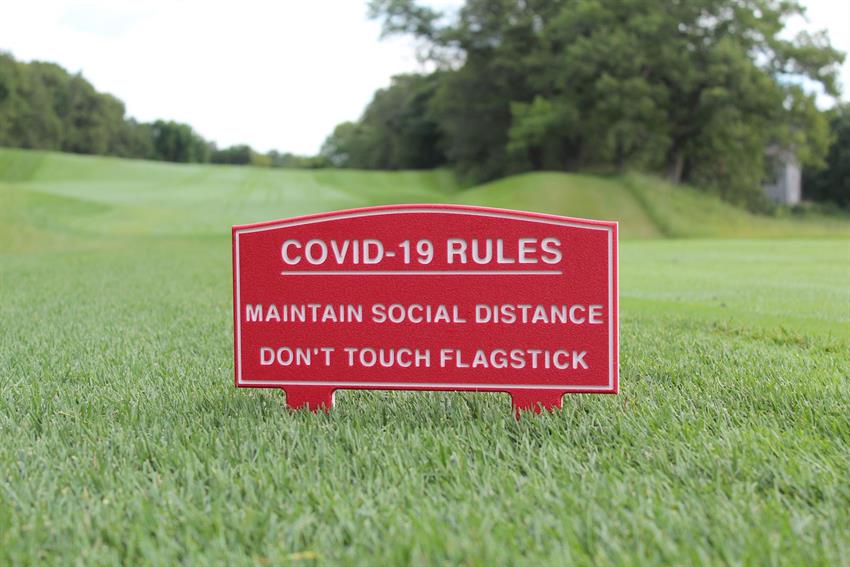 COVID-19 RULES
MAINTAIN SOCIAL DISTANCE
DON'T TOUCH FLAGSTICK